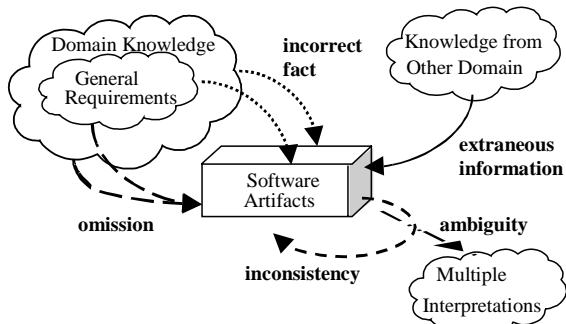 Domain Knowledge
General
Requirements
incorrect
fact
Knowledge from
Other Domain
extraneous
information
Software
Artifacts
omission
ambiguity
inconsistency
Multiple
Interpretations